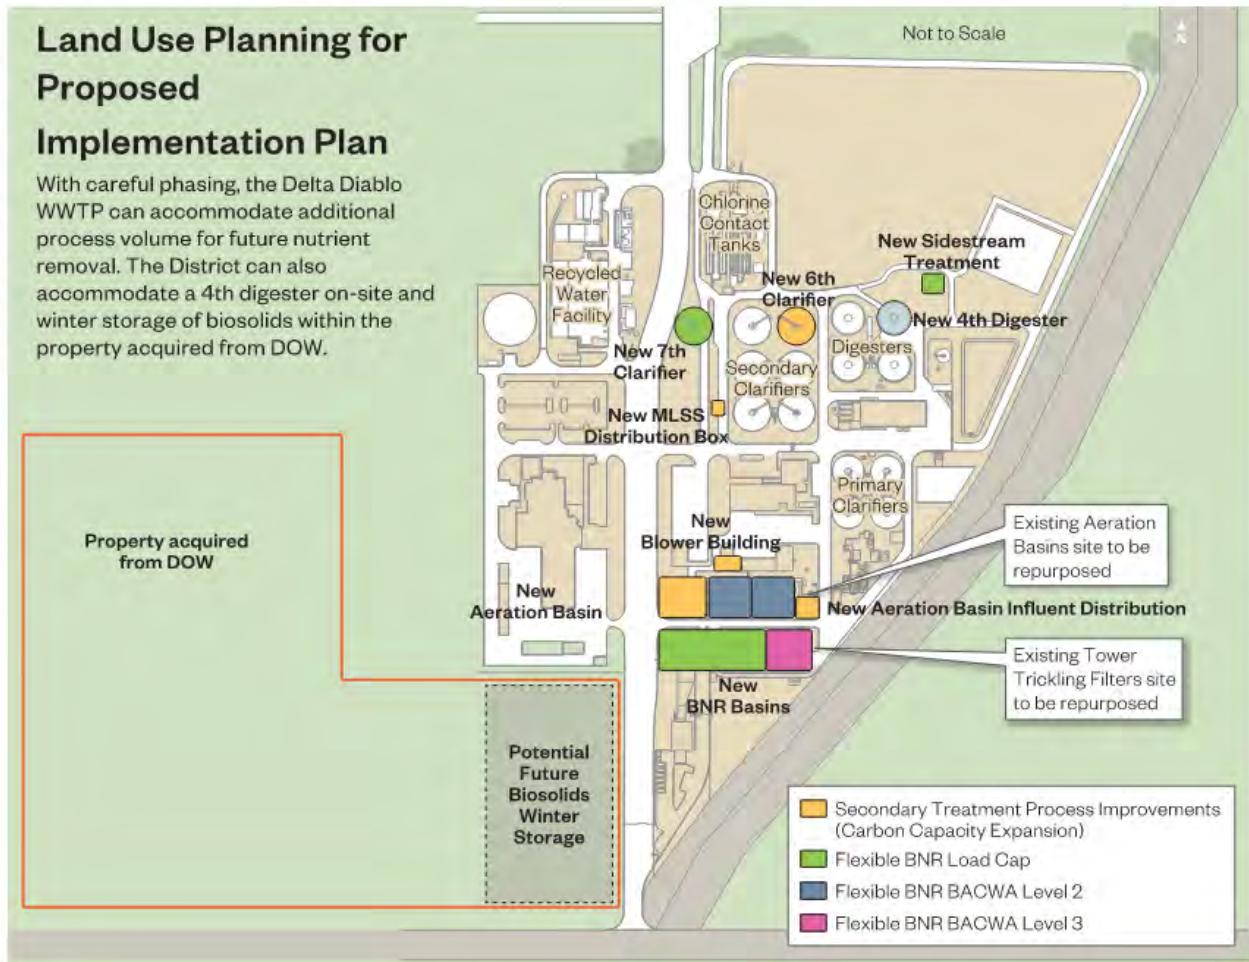 Land Use Planning for
Proposed
Implementation Plan
With careful phasing, the Delta Diablo
WWTP can accommodate additional
process volume for future nutrient
removal. The District can also
accommodate a 4th digester on-site and
winter storage of biosolids within the
property acquired from DOW.
Not to Scale
N
Chlorine
Contact
Tanks
New Sidestream
Treatment
Recycled
Water
Facility
New 6th
Clarifier
New 4th Digester
New 7th
Clarifier
Digesters
Secondary
Clarifiers
New MLSS
Distribution Box
Primary
Clarifiers
Property acquired
from DOW
New
Blower Building
Existing Aeration
Basins site to be
repurposed
New
Aeration Basin
New Aeration Basin Influent Distribution
Existing Tower
Trickling Filters site
to be repurposed
New
BNR Basins
Potential
Future
Biosolids
Winter
Storage
Secondary Treatment Process Improvements
(Carbon Capacity Expansion)
Flexible BNR Load Cap
Flexible BNR BACWA Level 2
Flexible BNR BACWA Level 3